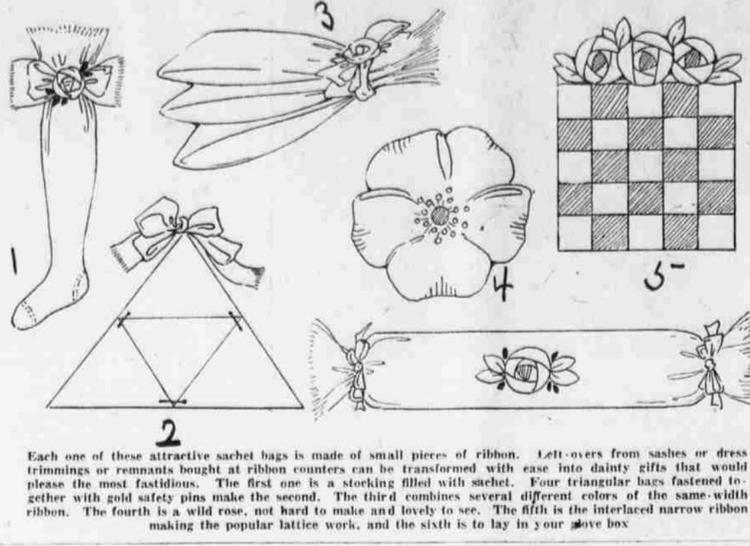 3
1
4
5
2
Each one of these attractive sachet bags is made of small pieces of ribbon. Left-overs from sashes or dress
trimmings or remnants bought at ribbon counters can be transformed with ease into dainty gifts that would
please the most fastidious. The first one is a stocking filled with sachet. Four triangular bags fastened to-
gether with gold safety pins make the second. The third combines several different colors of the same-width
ribbon. The fourth is a wild rose, not hard to make and lovely to see. The fifth is the interlaced narrow ribbon
making the popular lattice work, and the sixth is to lay in your glove box